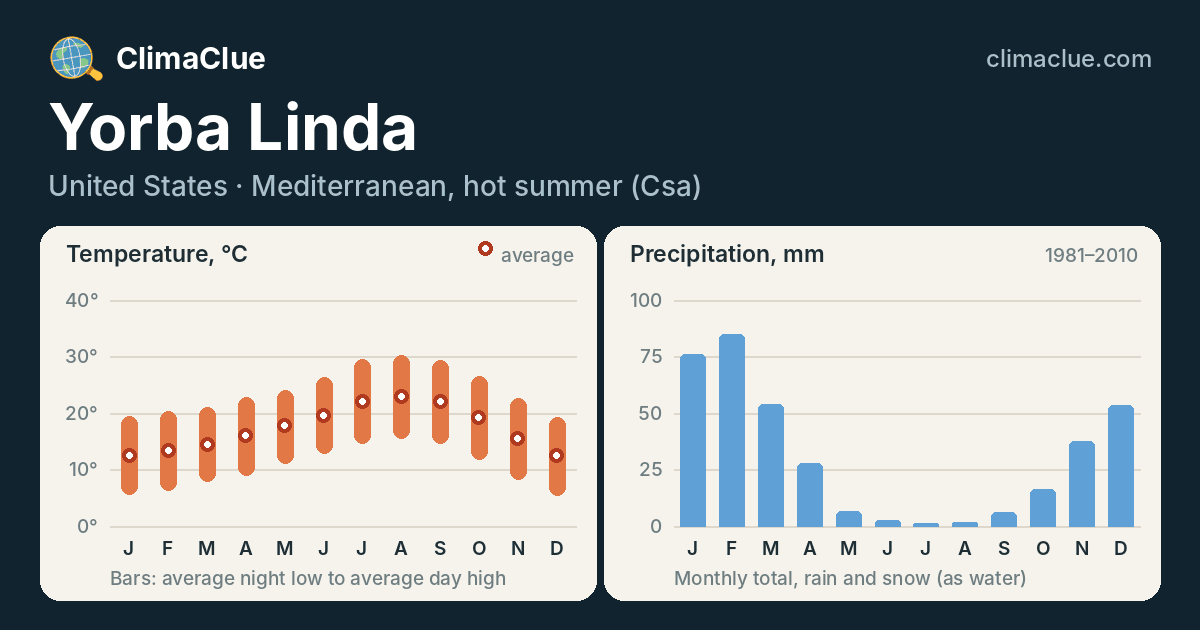 ClimaClue
climaclue.com
Yorba Linda
United States · Mediterranean, hot summer (Csa)
Temperature, °C
average
40°
30°
20°
10°
0°
J F M A M J J A S O N D
Bars: average night low to average day high
Precipitation, mm
1981–2010
100
75
50
25
0
J F M A M J J A S O N D
Monthly total, rain and snow (as water)